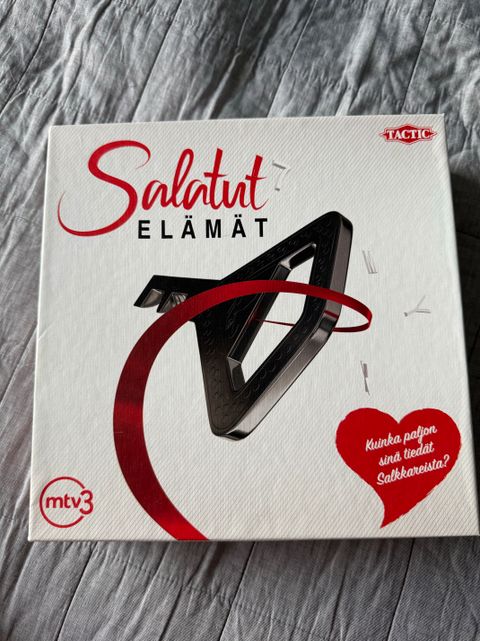 TACTIC
Salatut
ELÄMÄT
Kuinka paljon
sinä tiedät
Salkkareista?
mtv3